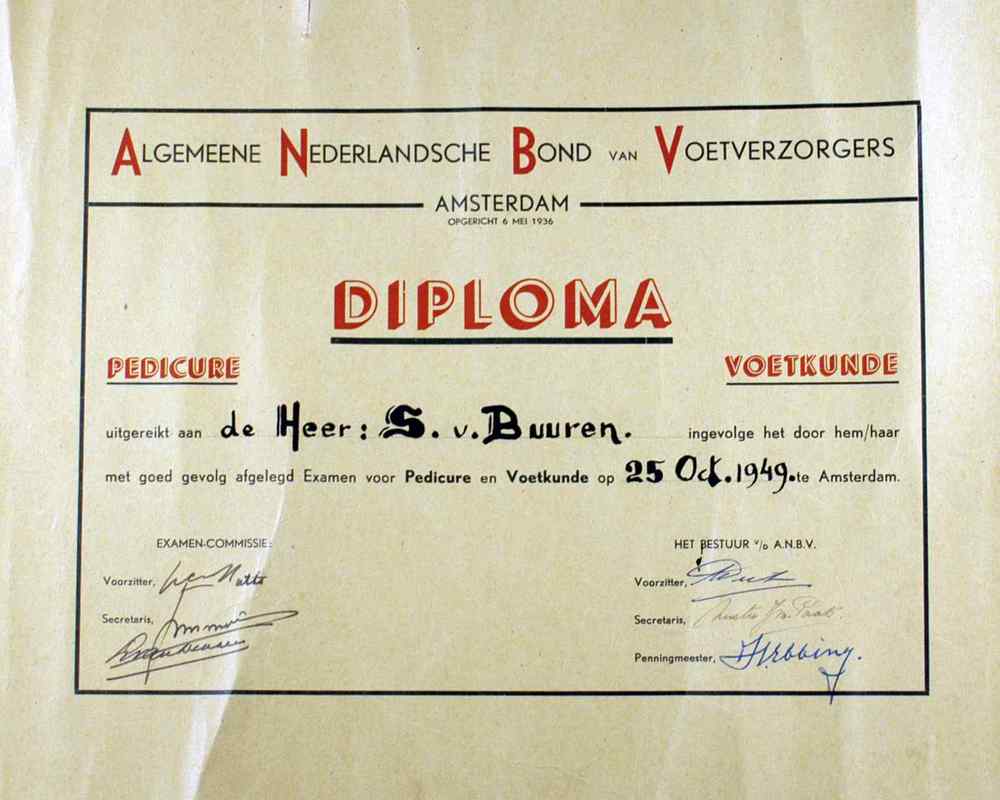 ALGEMEENE NEDERLANDSCHE BOND VAN VOETVERZORGERS
AMSTERDAM
OPGERICHT 6 MEI 1936
DIPLOMA
PEDICURE VOETKUNDE
uitgereikt aan de Heer: S. v. Buuren. ingevolge het door hem/haar
met goed gevolg afgelegd Examen voor Pedicure en Voetkunde op 25 Oct. 1949. te Amsterdam.
EXAMEN-COMMISSIE:
Voorzitter,
Secretaris,
HET BESTUUR v/d A.N.B.V.
Voorzitter,
Secretaris,
Penningmeester,